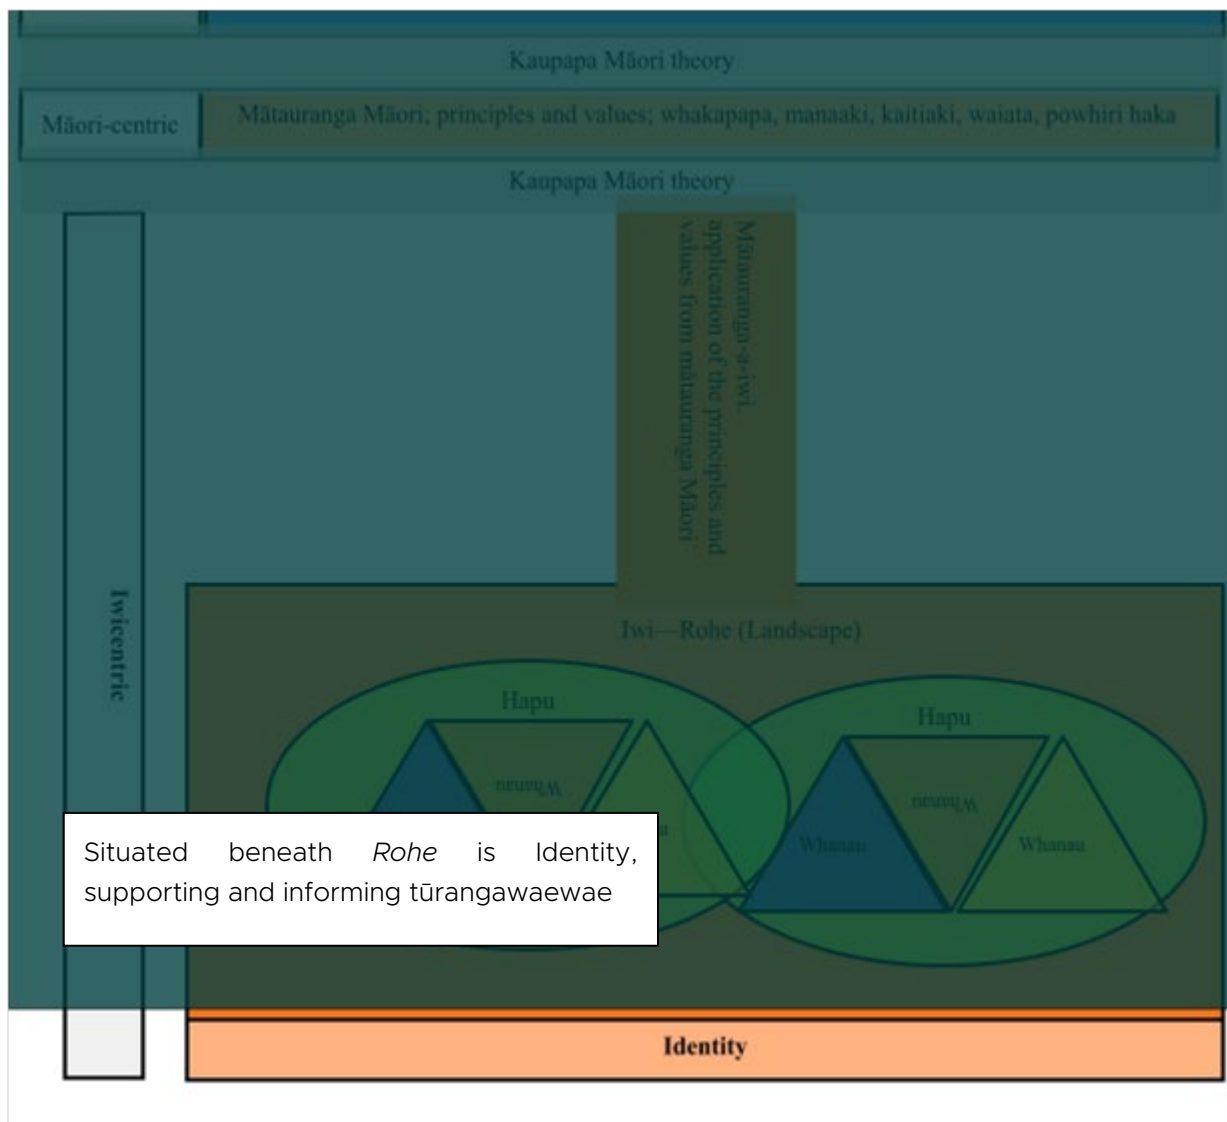 Kaupapa Māori theory
Māori-centric
Mātauranga Māori; principles and values; whakapapa, manaaki, kaitiaki, waiata, powhiri haka
Kaupapa Māori theory
Mātauranga-a-iwi.
application of the principles and
values from mātauranga Māori
Iwicentric
Iwi—Rohe (Landscape)
Hapu
Whanau
Hapu
Whanau
Whanau
Whanau
Situated beneath Rohe is Identity,
supporting and informing tūrangawaewae
Identity